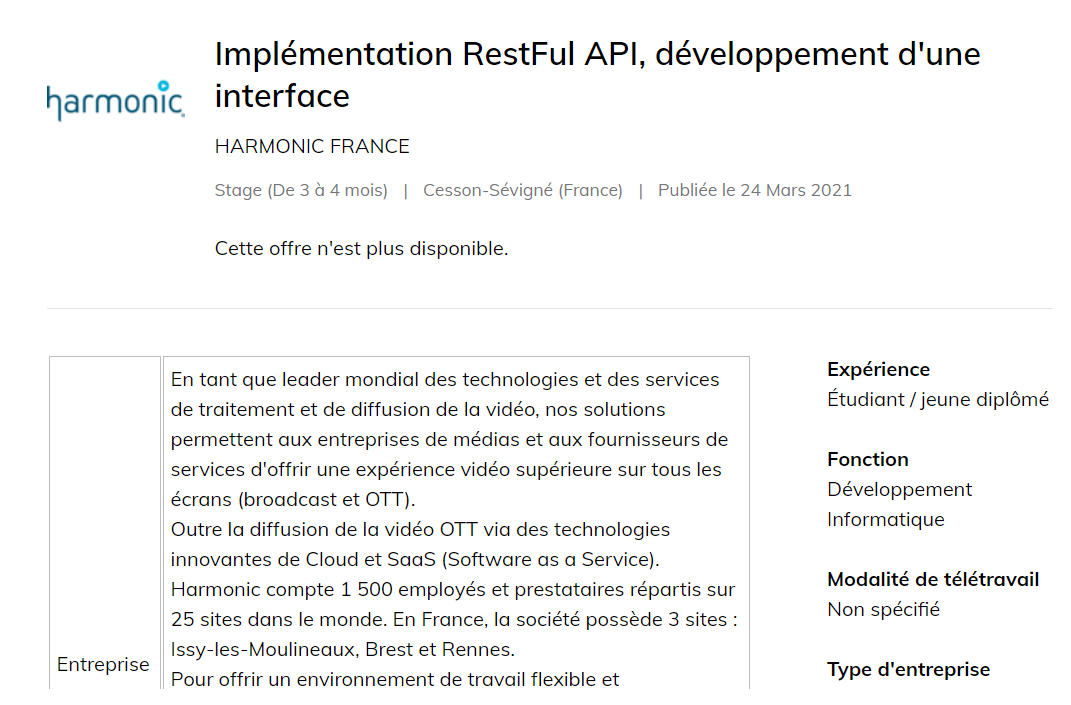 Implémentation RestFul API, développement d'une
interface
harmonic
HARMONIC FRANCE
Stage (De 3 à 4 mois) | Cesson-Sévigné (France) | Publiée le 24 Mars 2021
Cette offre n'est plus disponible.
En tant que leader mondial des technologies et des services
de traitement et de diffusion de la vidéo, nos solutions
permettent aux entreprises de médias et aux fournisseurs de
services d'offrir une expérience vidéo supérieure sur tous les
écrans (broadcast et OTT).
Outre la diffusion de la vidéo OTT via des technologies
innovantes de Cloud et SaaS (Software as a Service).
Harmonic compte 1 500 employés et prestataires répartis sur
25 sites dans le monde. En France, la société possède 3 sites :
Issy-les-Moulineaux, Brest et Rennes.
Entreprise
Pour offrir un environnement de travail flexible et
Expérience
Étudiant / jeune diplômé
Fonction
Développement
Informatique
Modalité de télétravail
Non spécifié
Type d'entreprise